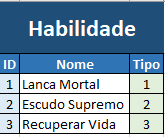 Habilidade
ID Nome Tipo
1 Lanca Mortal 1
2 Escudo Supremo 2
3 Recuperar Vida 3